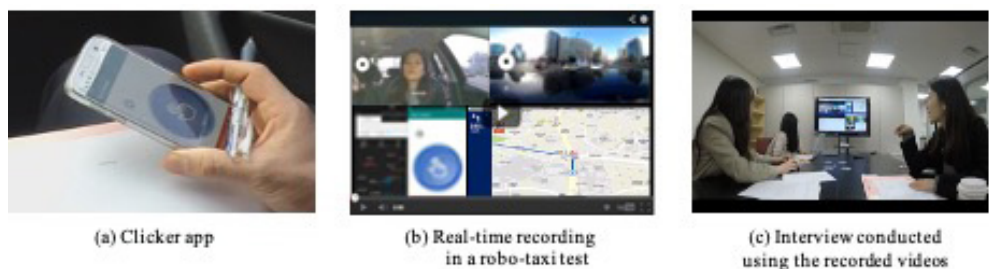 (a) Clicker app
(b) Real-time recording
in a robo-taxi test
(c) Interview conducted
using the recorded videos